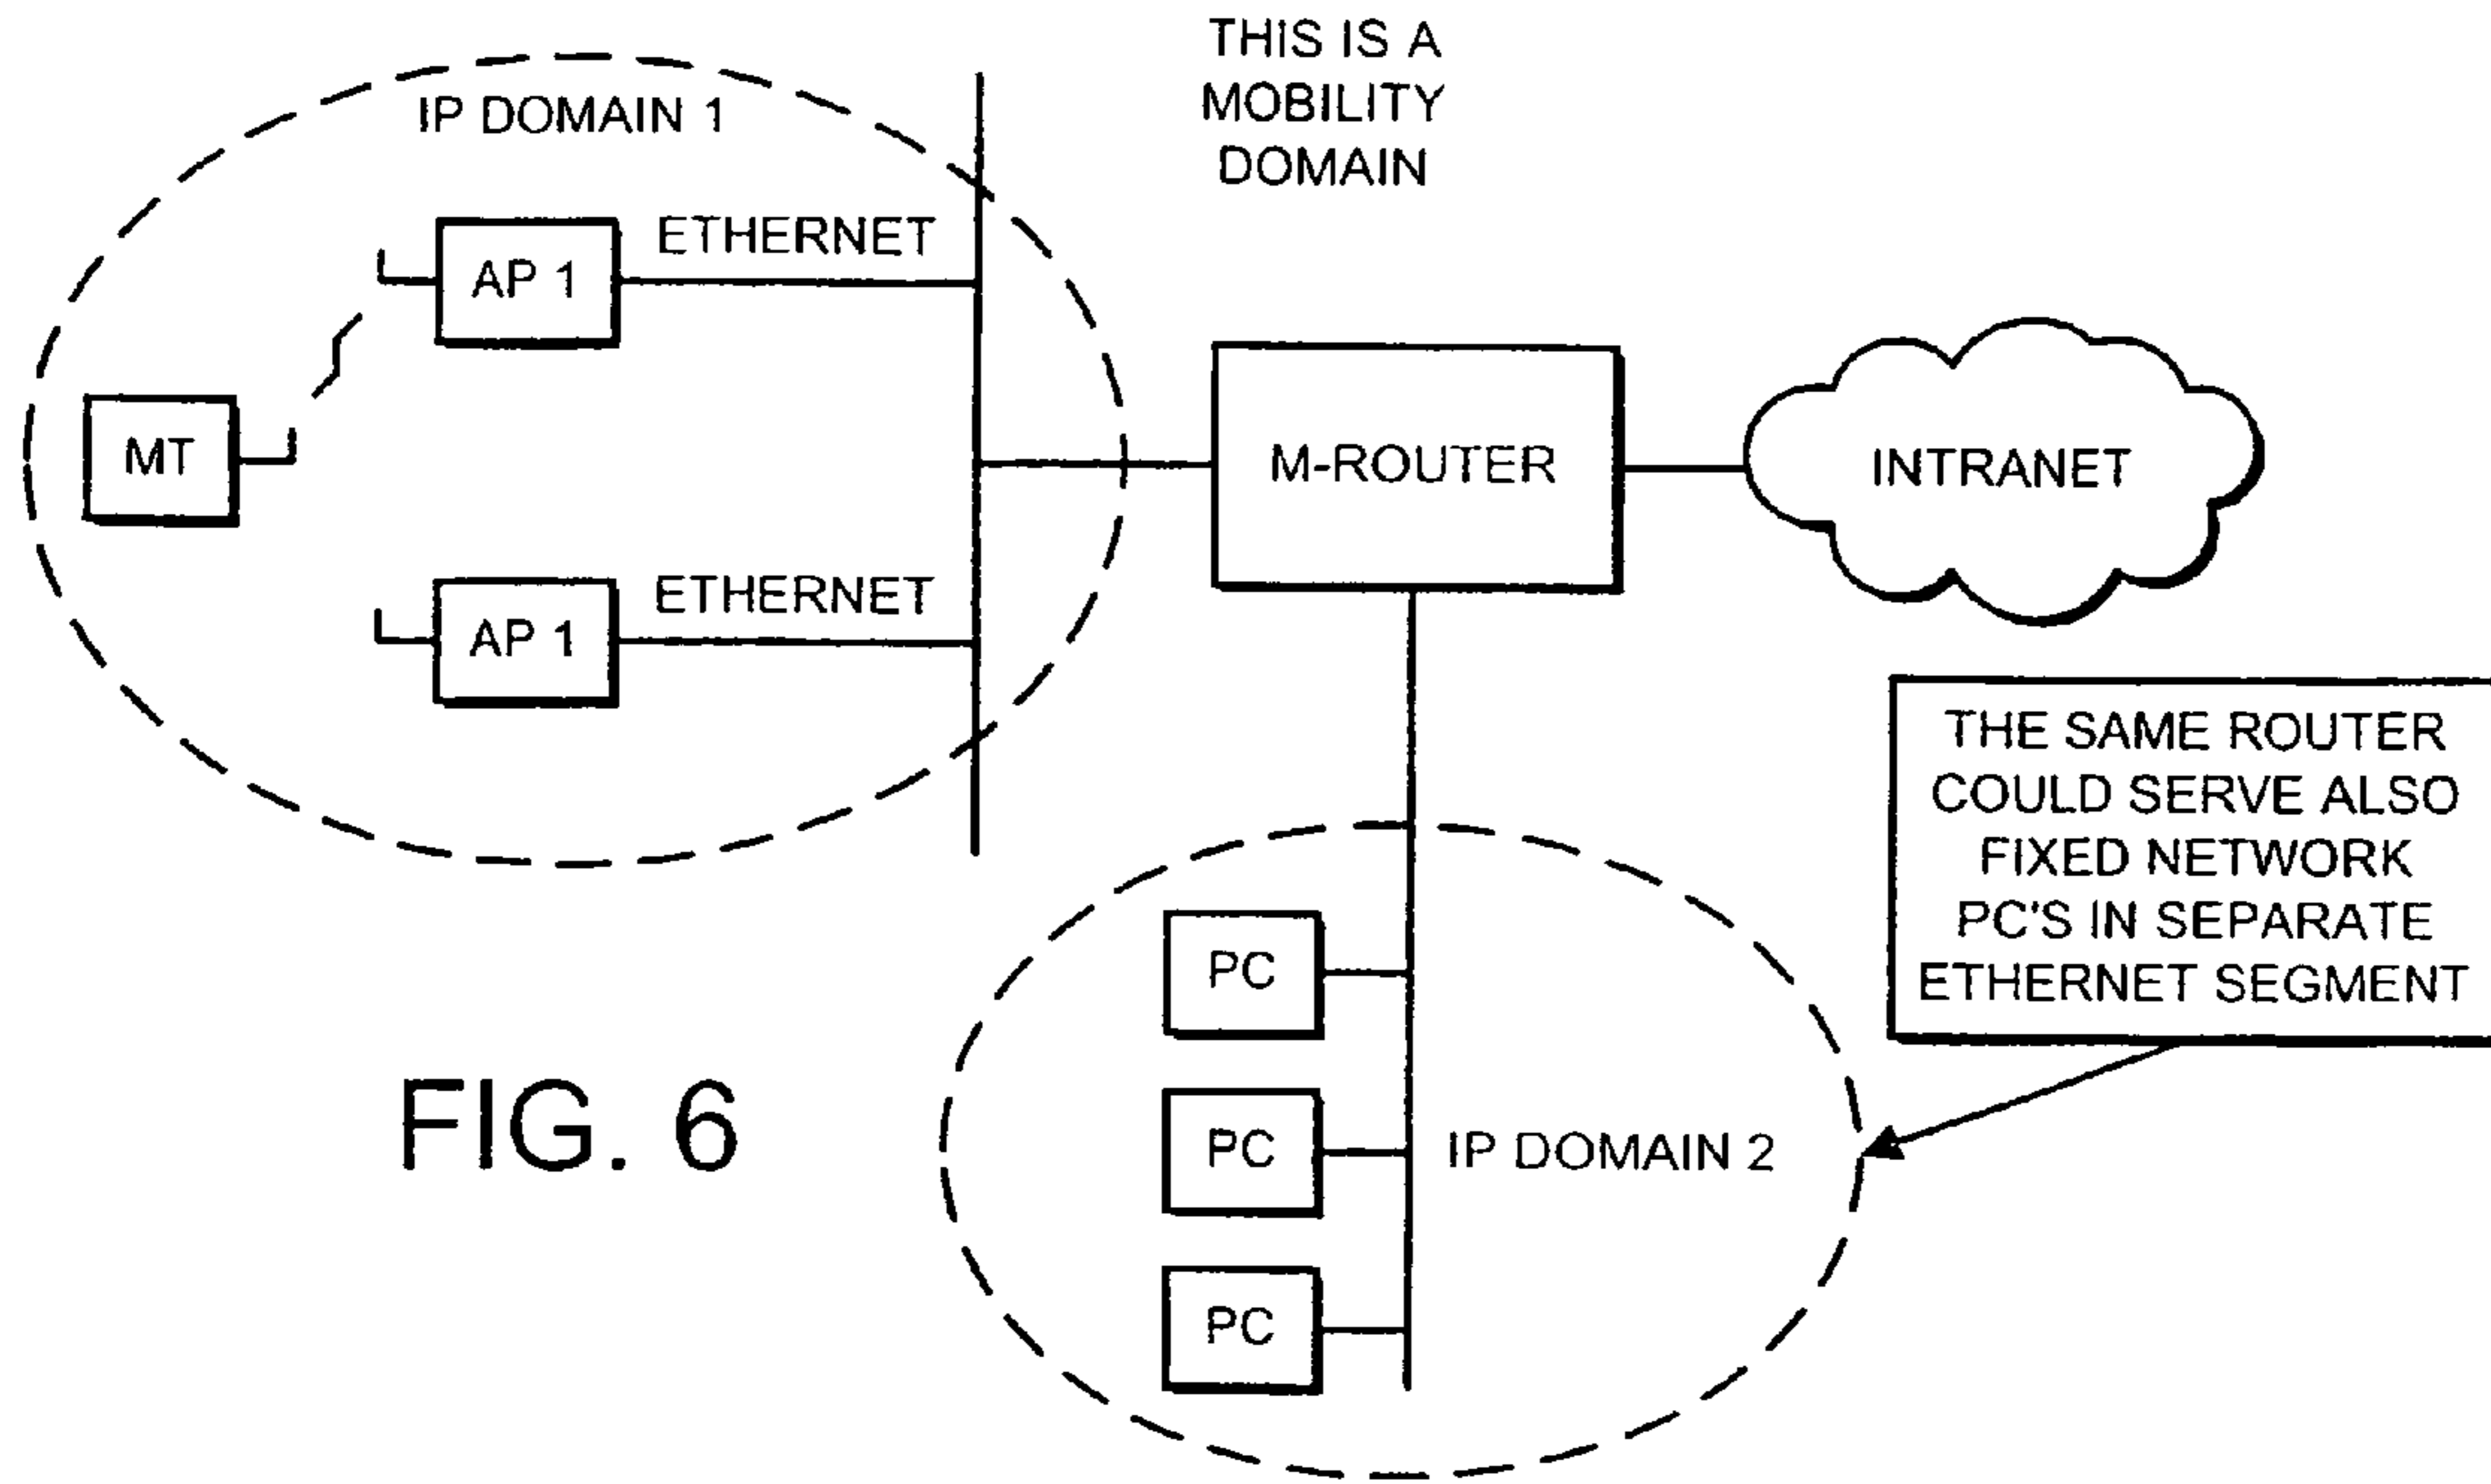 THIS IS A
MOBILITY
DOMAIN
IP DOMAIN 1
ETHERNET
AP 1
MT
M-ROUTER
INTRANET
ETHERNET
AP 1
THE SAME ROUTER
COULD SERVE ALSO
FIXED NETWORK
PC'S IN SEPARATE
ETHERNET SEGMENT
PC
PC
IP DOMAIN 2
PC
FIG. 6